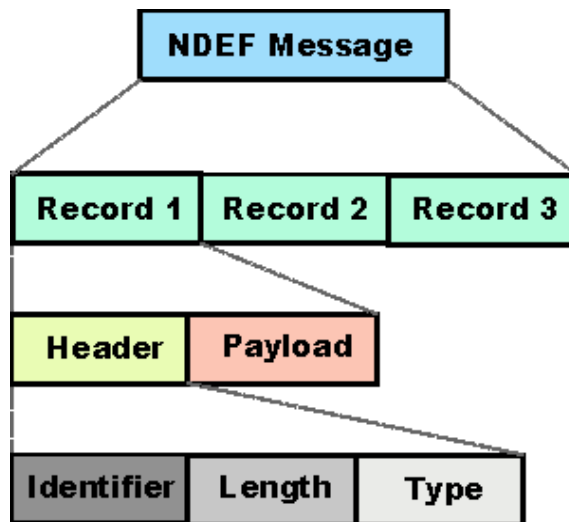 NDEF Message
Record 1 Record 2 Record 3
Header Payload
Identifier Length Type